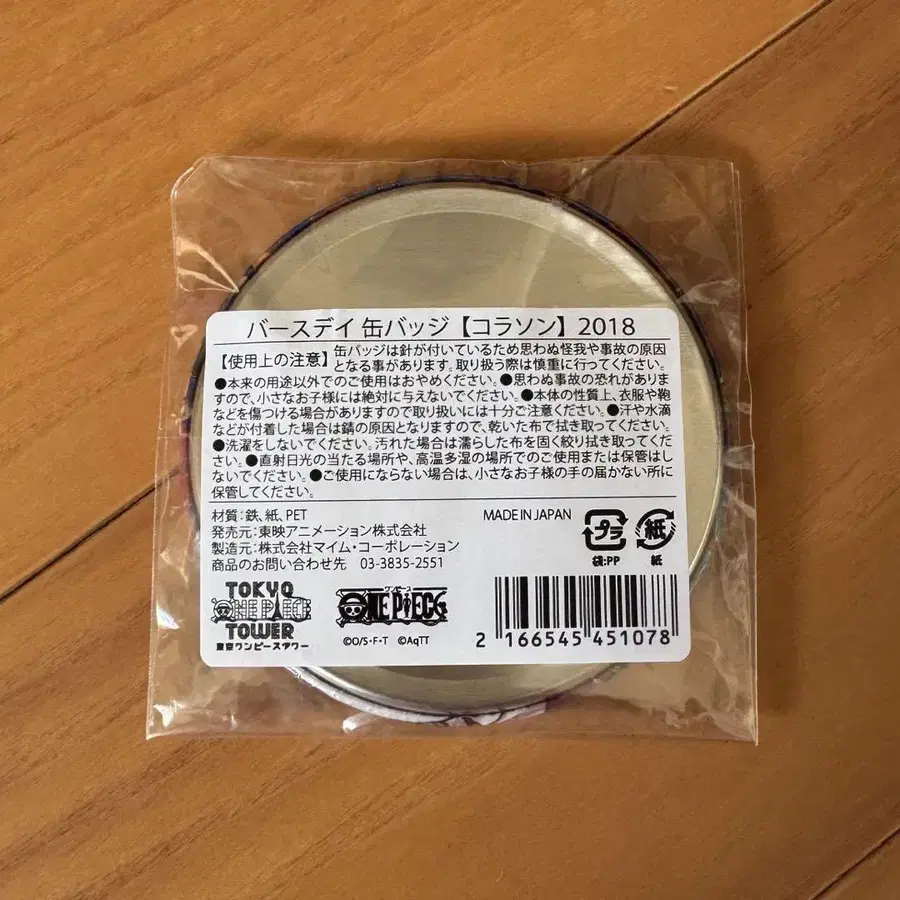 バースデイ 缶バッジ【コラソン】2018
【使用上の注意】缶バッジは針が付いているため思わぬ怪我や事故の原因
となる事があります。取り扱う際は慎重に行ってください。
●本来の用途以外でのご使用はおやめください。●思わぬ事故の恐れがありま
すので、小さなお子様には絶対に与えないでください。●本体の性質上、衣服や鞄
などを傷つける場合がありますので取り扱いには十分ご注意ください。●汗や水滴
などが付着した場合は錆の原因となりますので、乾いた布で拭き取ってください。
●洗濯をしないでください。汚れた場合は濡らした布を固く絞り拭き取ってくだ
さい。●直射日光の当たる場所や、高温多湿の場所でのご使用または保管はし
ないでください。●ご使用にならない場合は、小さなお子様の手の届かない所に
保管してください。
材質:鉄、紙、PET
MADE IN JAPAN
発売元:東映アニメーション株式会社
製造元:株式会社マイム・コーポレーション
商品のお問い合わせ先 03-3835-2551
プラ
袋:PP
紙
紙
TOKYO
ONE PIECE
TOWER
東京ワンピースタワー
ワンピース
ONE PIECE
©O/S・F・T ©AqTT
2 166545 451078